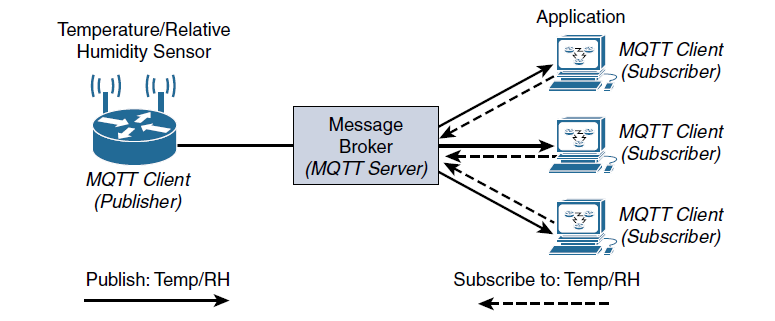 Temperature/Relative
Humidity Sensor
MQTT Client
(Publisher)
Message
Broker
(MQTT Server)
Application
MQTT Client
(Subscriber)
MQTT Client
(Subscriber)
MQTT Client
(Subscriber)
Publish: Temp/RH
Subscribe to: Temp/RH